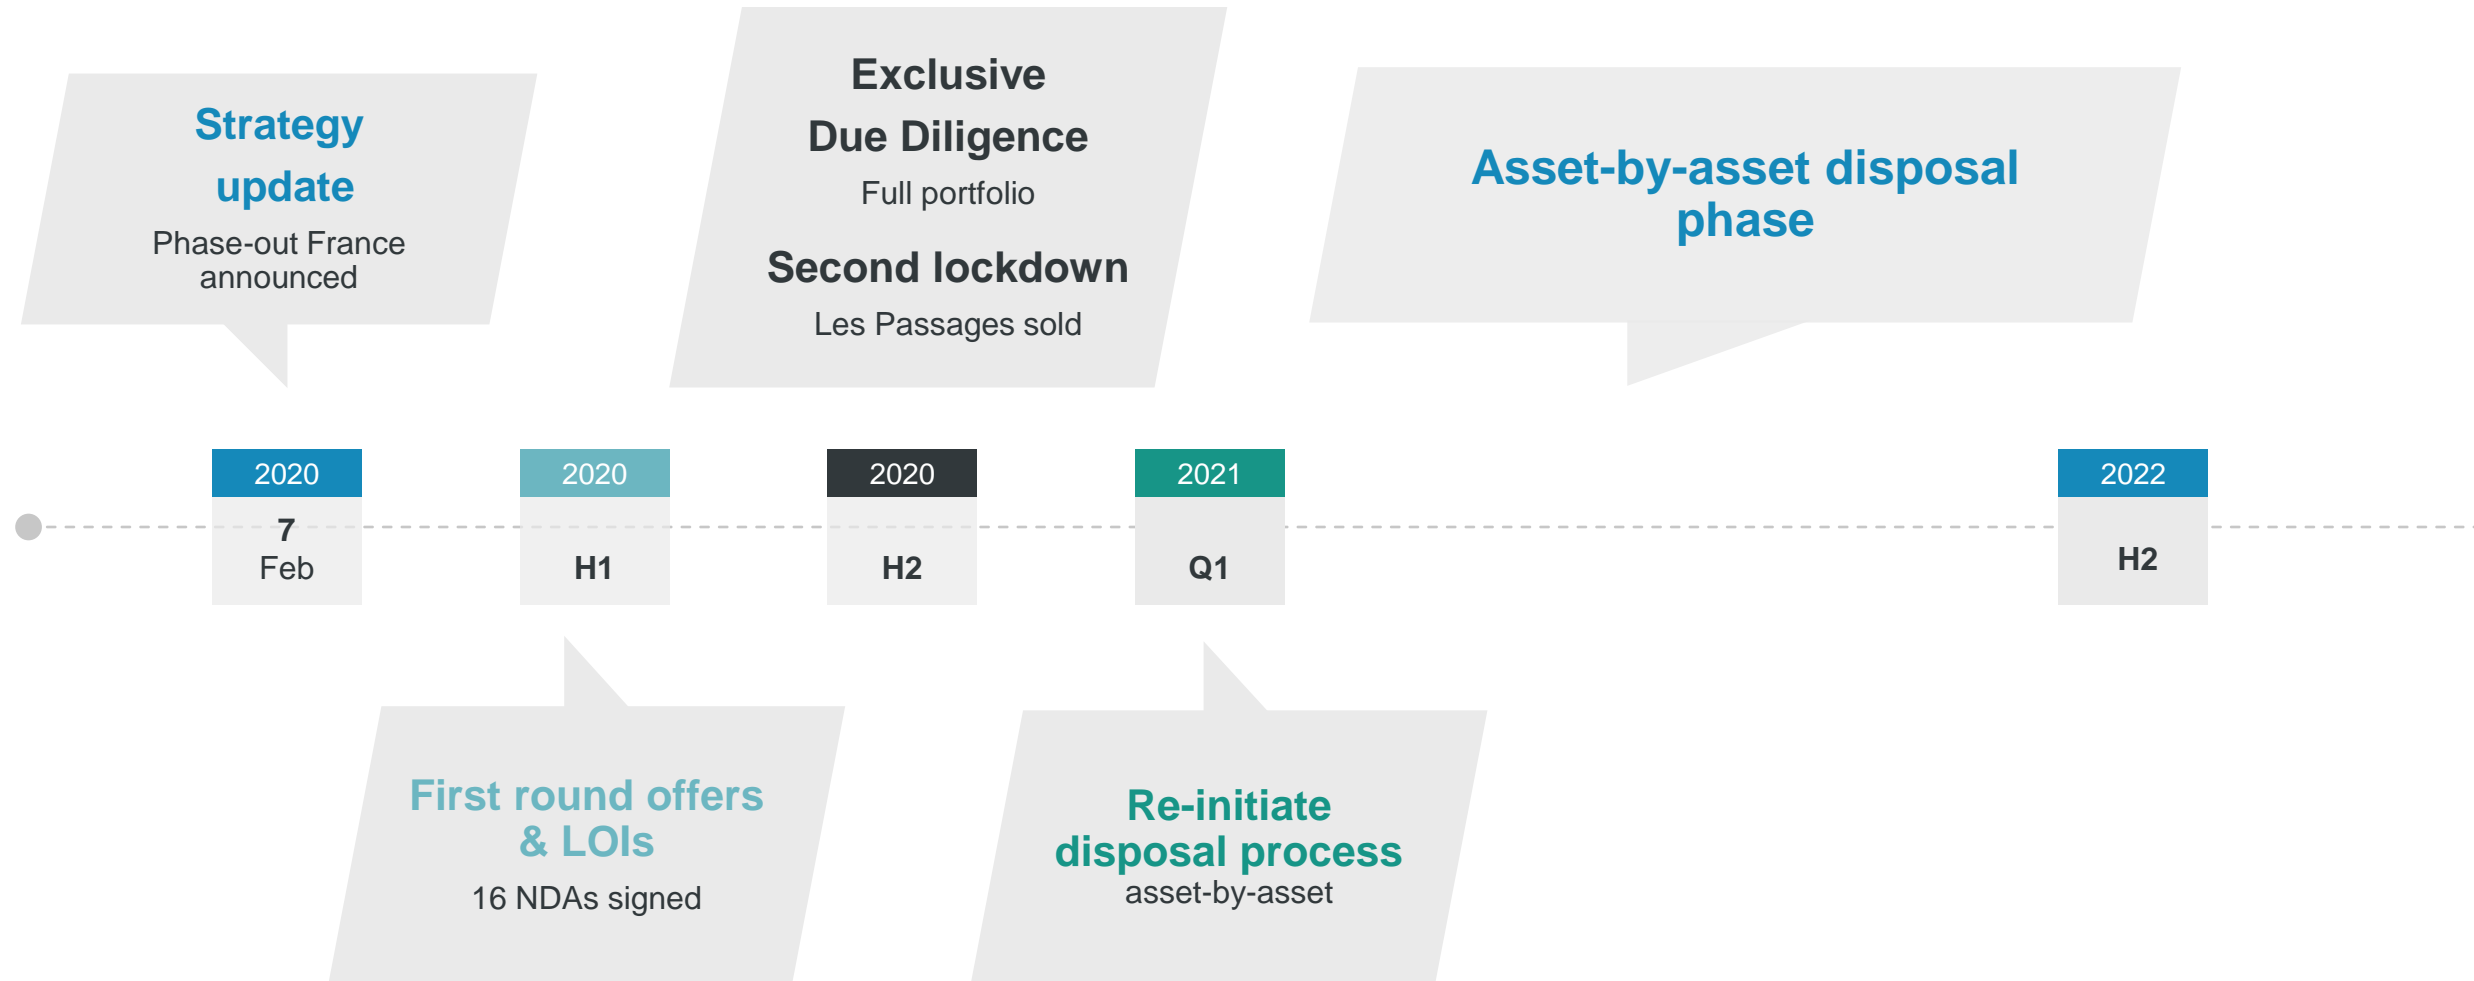 Strategy
update
Phase-out France
announced
Exclusive
Due Diligence
Full portfolio
Second lockdown
Les Passages sold
Asset-by-asset disposal
phase
2020
7
Feb
2020
H1
2020
H2
2021
Q1
2022
H2
First round offers
& LOIs
16 NDAs signed
Re-initiate
disposal process
asset-by-asset